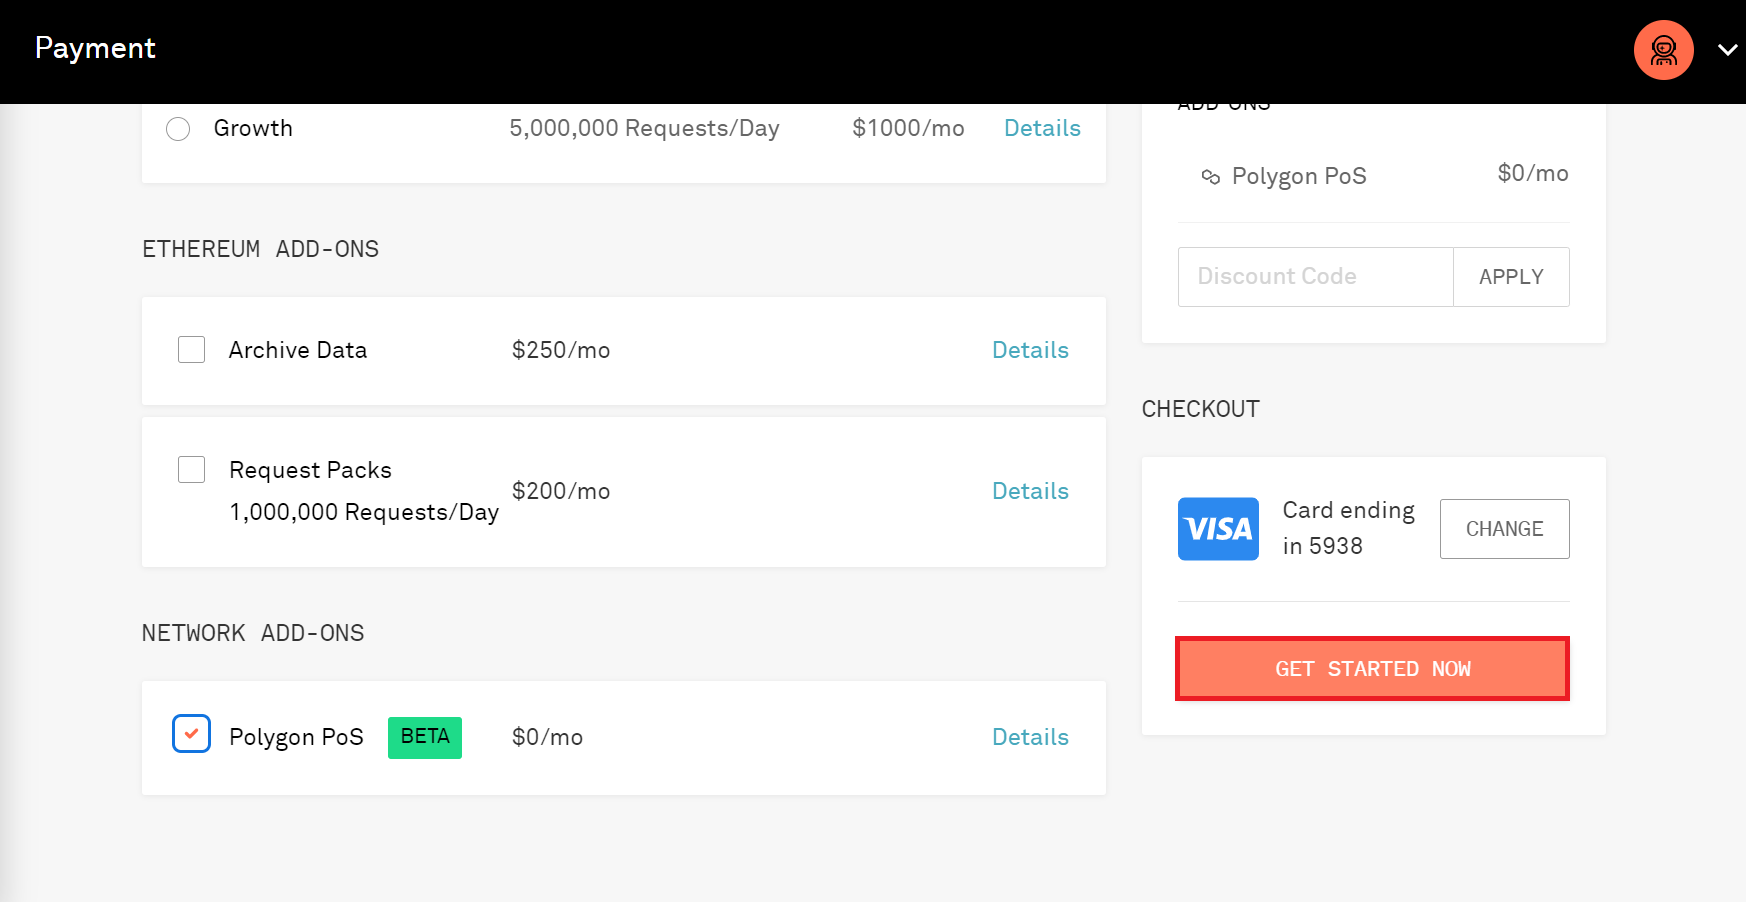 Payment
Growth 5,000,000 Requests/Day $1000/mo Details
ETHEREUM ADD-ONS
Archive Data $250/mo Details
Request Packs
1,000,000 Requests/Day $200/mo Details
NETWORK ADD-ONS
Polygon PoS BETA $0/mo Details
ADD-ONS
Polygon PoS $0/mo
Discount Code APPLY
CHECKOUT
VISA Card ending
in 5938 CHANGE
GET STARTED NOW